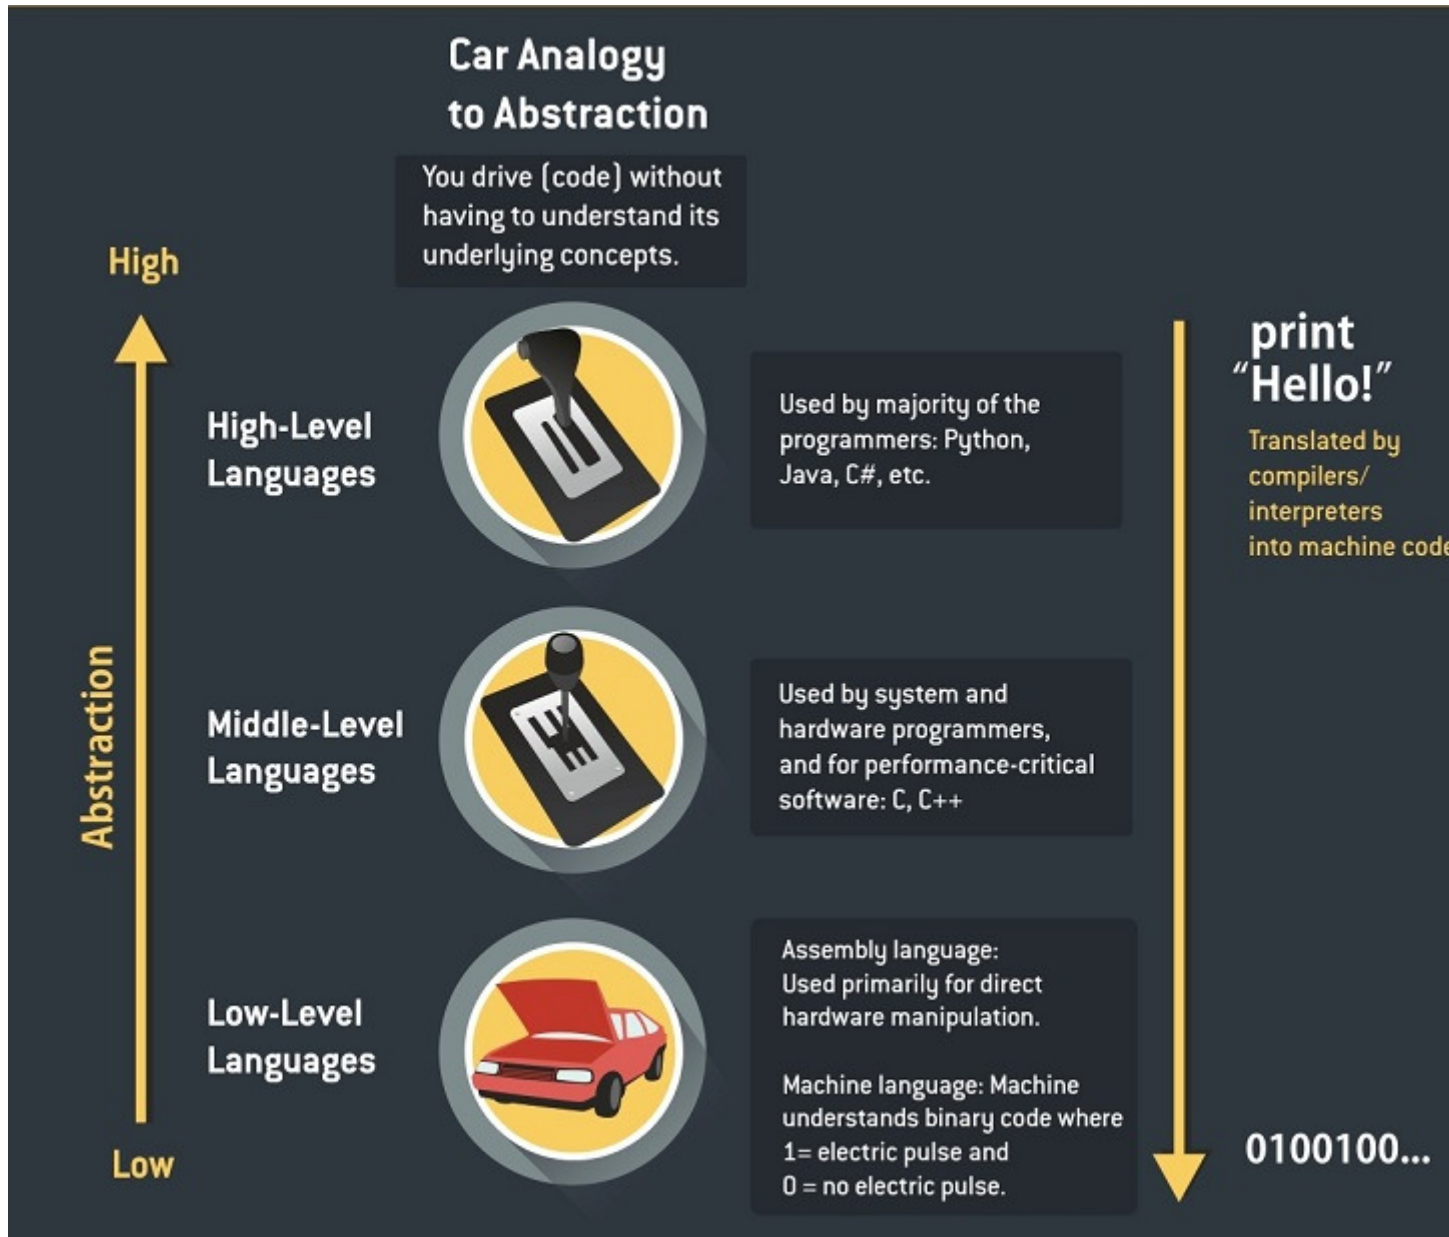 Car Analogy
to Abstraction
You drive (code) without
having to understand its
underlying concepts.
High
High-Level
Languages
Used by majority of the
programmers: Python,
Java, C#, etc.
print
“Hello!”
Translated by
compilers/
interpreters
into machine code
Abstraction
Middle-Level
Languages
Used by system and
hardware programmers,
and for performance-critical
software: C, C++
Low-Level
Languages
Assembly language:
Used primarily for direct
hardware manipulation.
Machine language: Machine
understands binary code where
1= electric pulse and
0 = no electric pulse.
Low
0100100...